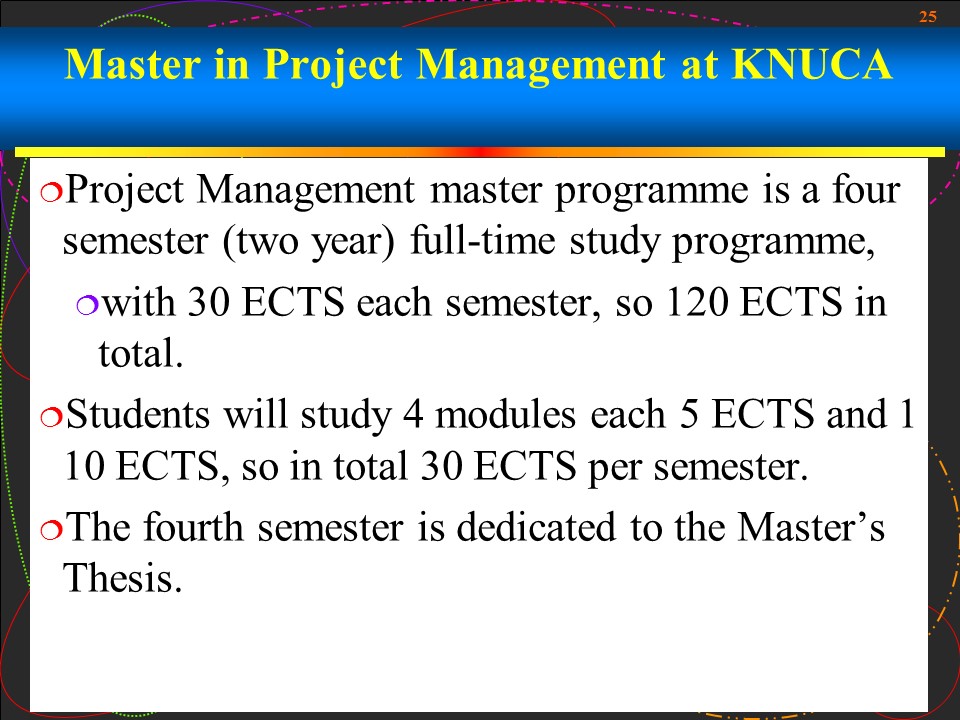 25
Master in Project Management at KNUCA
Project Management master programme is a four
semester (two year) full-time study programme,
with 30 ECTS each semester, so 120 ECTS in
total.
Students will study 4 modules each 5 ECTS and 1
10 ECTS, so in total 30 ECTS per semester.
The fourth semester is dedicated to the Master’s
Thesis.